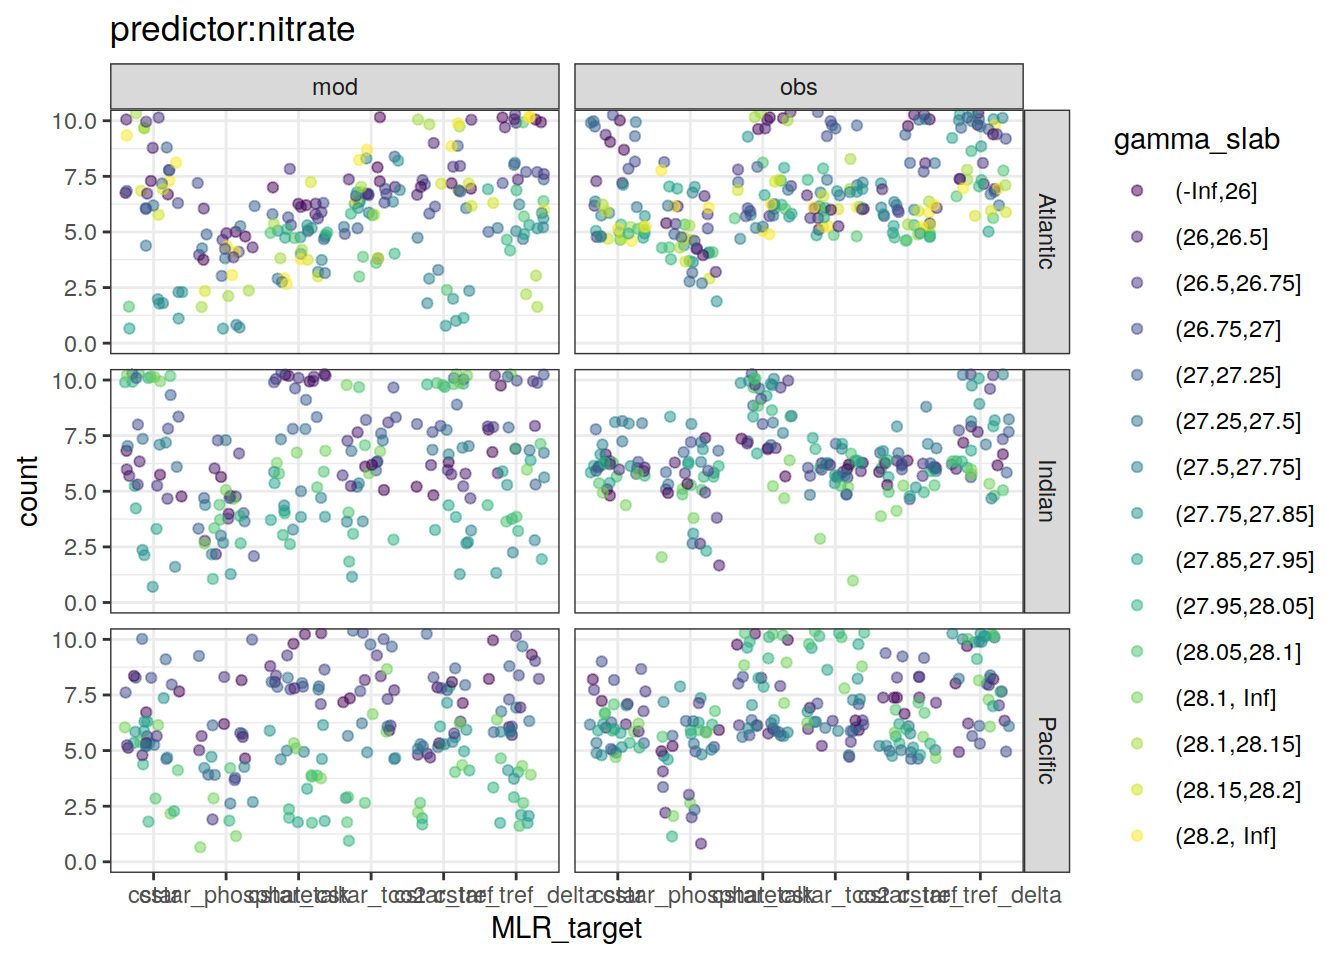 predictor:nitrate
mod
obs
10.0
7.5
5.0
2.5
0.0
Atlantic
10.0
7.5
5.0
2.5
0.0
Indian
10.0
7.5
5.0
2.5
0.0
Pacific
count
MLR_target
gamma_slab
(-Inf,26]
(26,26.5]
(26.5,26.75]
(26.75,27]
(27,27.25]
(27.25,27.5]
(27.5,27.75]
(27.75,27.85]
(27.85,27.95]
(27.95,28.05]
(28.05,28.1]
(28.1, Inf]
(28.1,28.15]
(28.15,28.2]
(28.2, Inf]